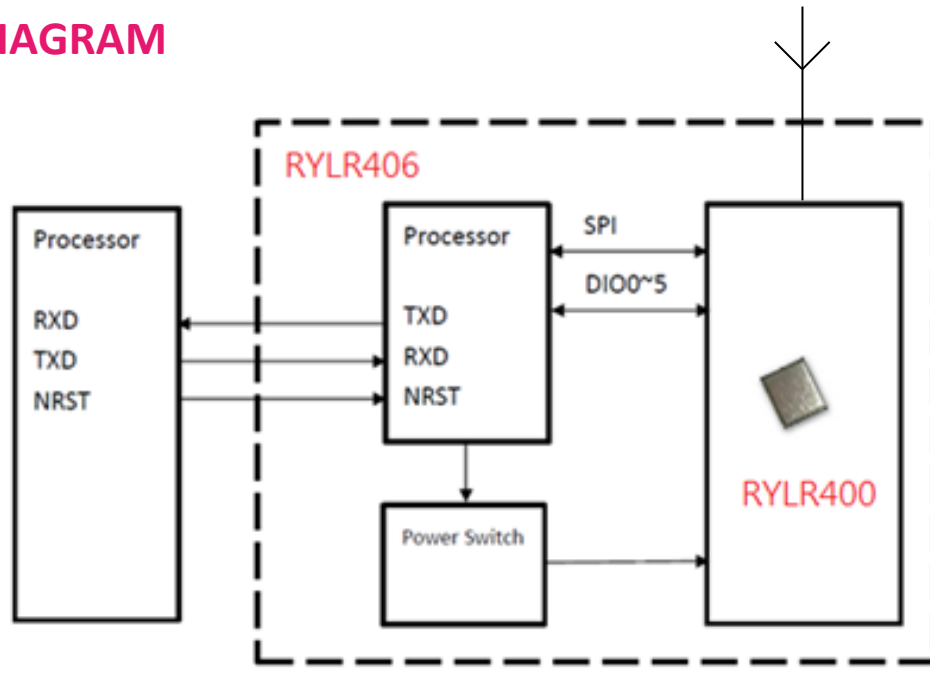 IAGRAM
RYLR406
Processor
RXD
TXD
NRST
Processor
TXD
RXD
NRST
SPI
DIO0~5
Power Switch
RYLR400